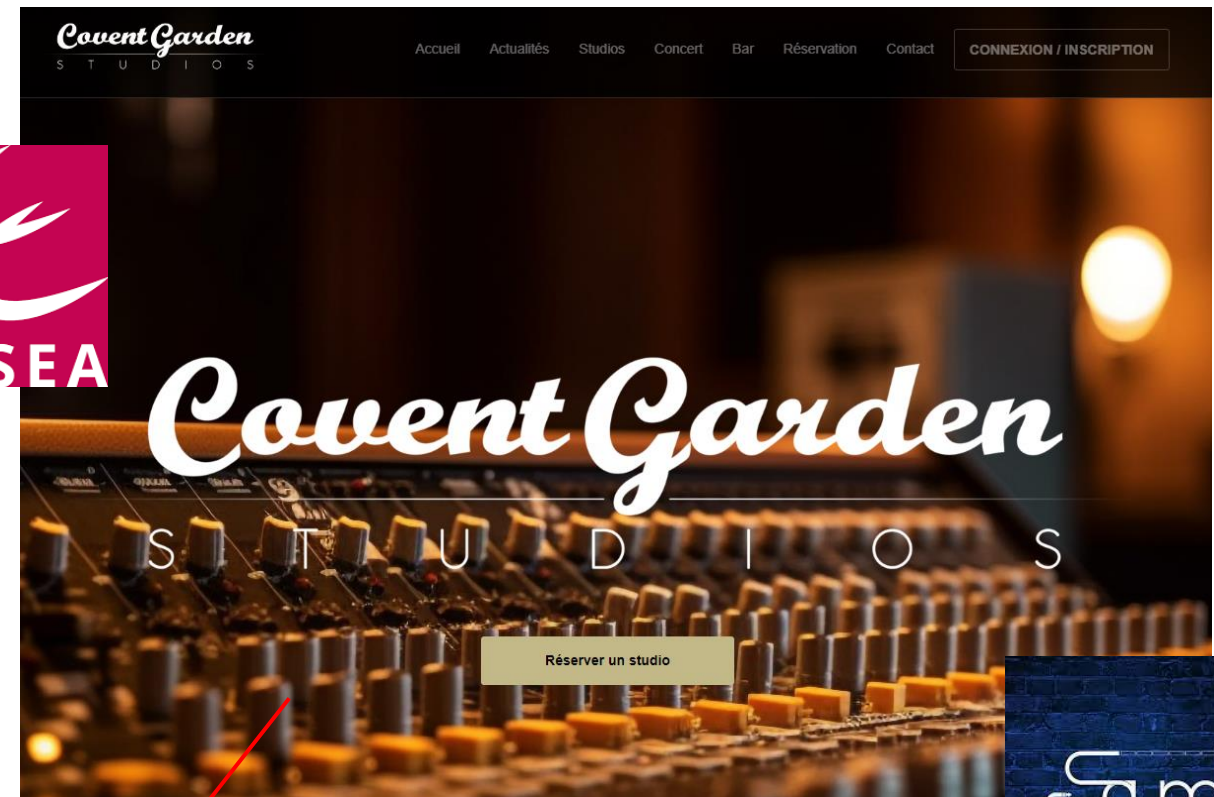 Covent Garden
STUDIOS
Accueil Actualités Studios Concert Bar Réservation Contact CONNEXION / INSCRIPTION
SEA
Covent Garden
STUDIOS
Réserver un studio